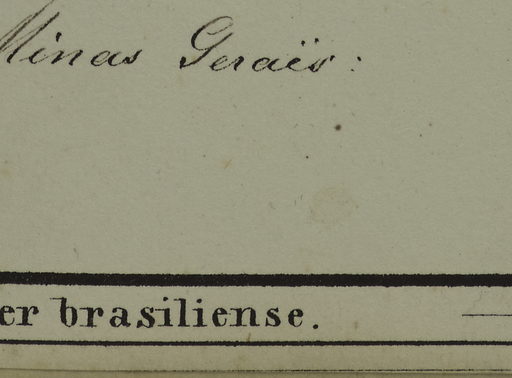 Minas Geraës:
er brasiliense.